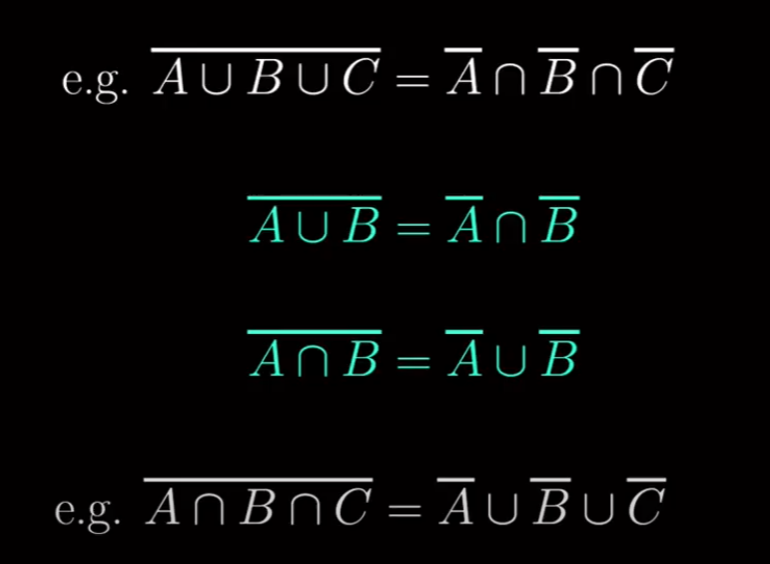 e.g. $\overline{A \cup B \cup C} = \overline{A} \cap \overline{B} \cap \overline{C}$
$\overline{A \cup B} = \overline{A} \cap \overline{B}$
$\overline{A \cap B} = \overline{A} \cup \overline{B}$
e.g. $\overline{A \cap B \cap C} = \overline{A} \cup \overline{B} \cup \overline{C}$